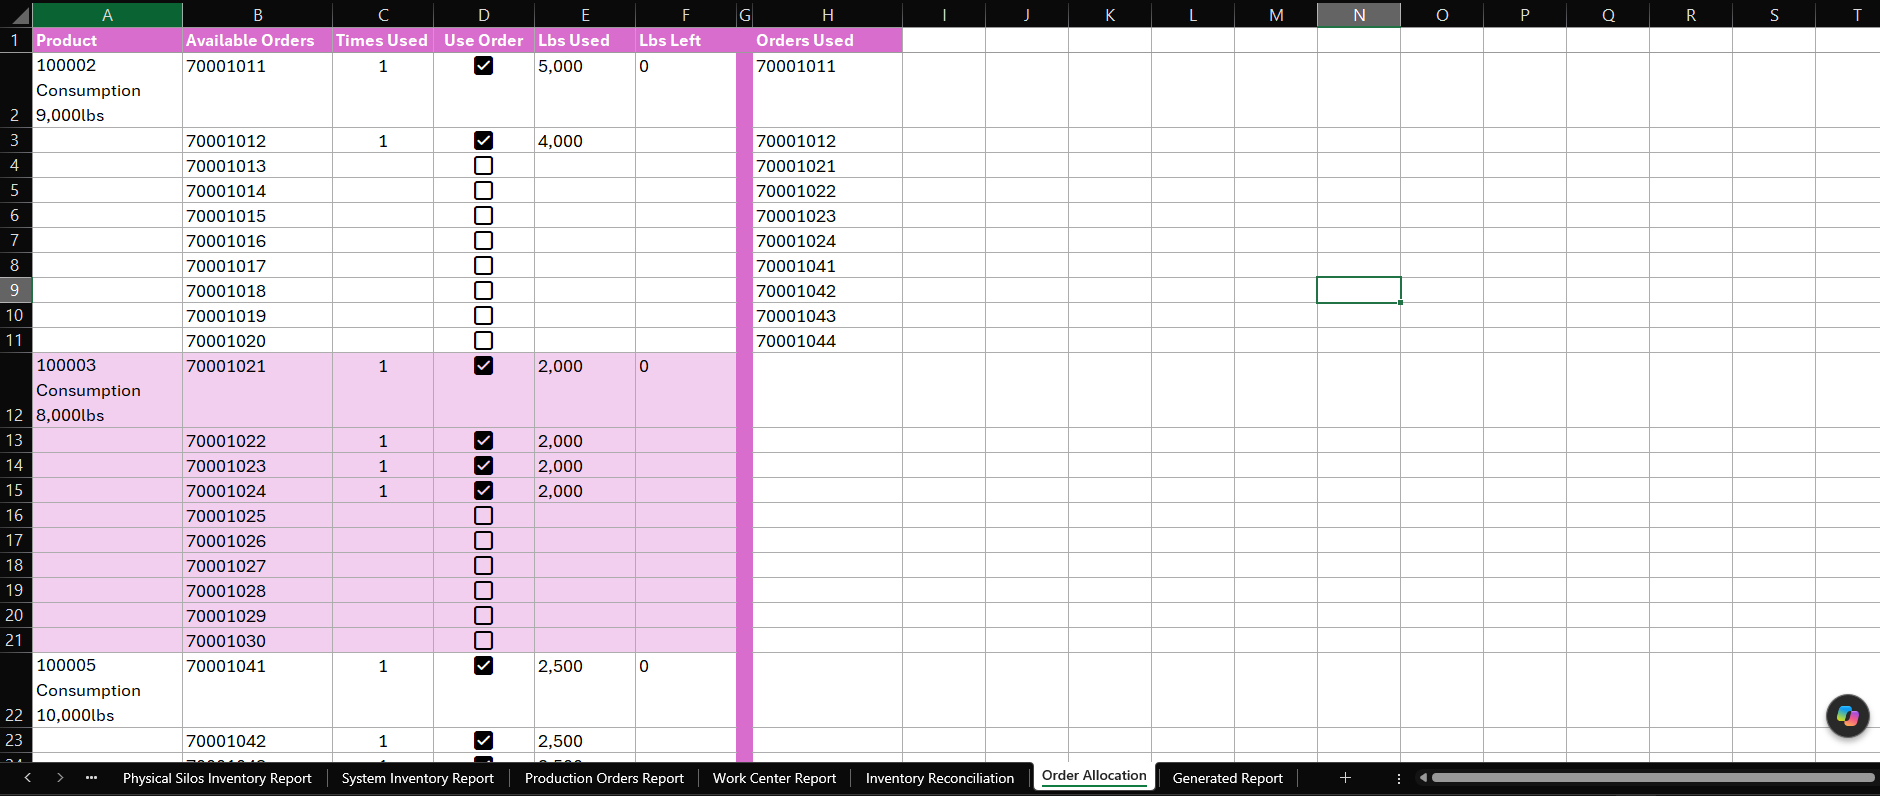 A B C D E F G H I J K L M N O P Q R S T
1 Product Available Orders Times Used Use Order Lbs Used Lbs Left Orders Used
100002 70001011 1 5,000 0 70001011
Consumption
2 9,000lbs
3 70001012 1 4,000 70001012
4 70001013 70001021
5 70001014 70001022
6 70001015 70001023
7 70001016 70001024
8 70001017 70001041
9 70001018 70001042
10 70001019 70001043
11 70001020 70001044
100003 70001021 1 2,000 0
Consumption
12 8,000lbs
13 70001022 1 2,000
14 70001023 1 2,000
15 70001024 1 2,000
16 70001025
17 70001026
18 70001027
19 70001028
20 70001029
21 70001030
100005 70001041 1 2,500 0
Consumption
22 10,000lbs
23 70001042 1 2,500
Physical Silos Inventory Report System Inventory Report Production Orders Report Work Center Report Inventory Reconciliation Order Allocation Generated Report